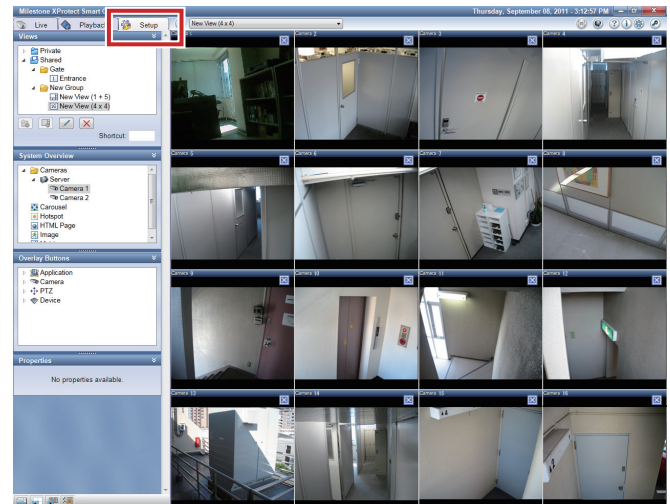 Milestone XProtect Smart C
Thursday, September 08, 2011 - 3:12:57 PM
Live
Playbac
Setup
New View (4 x 4)
Views
Private
Shared
Gate
Entrance
New Group
New View (1 + 5)
New View (4 x 4)
Shortcut:
System Overview
Cameras
Server
Camera 1
Camera 2
Carousel
Hotspot
HTML Page
Image
Overlay Buttons
Application
Camera
PTZ
Device
Properties
No properties available.
Camera 2
Camera 3
Camera 4
Camera 5
Camera 6
Camera 7
Camera 8
Camera 9
Camera 10
Camera 11
Camera 12
Camera 13
Camera 14
Camera 15
Camera 16